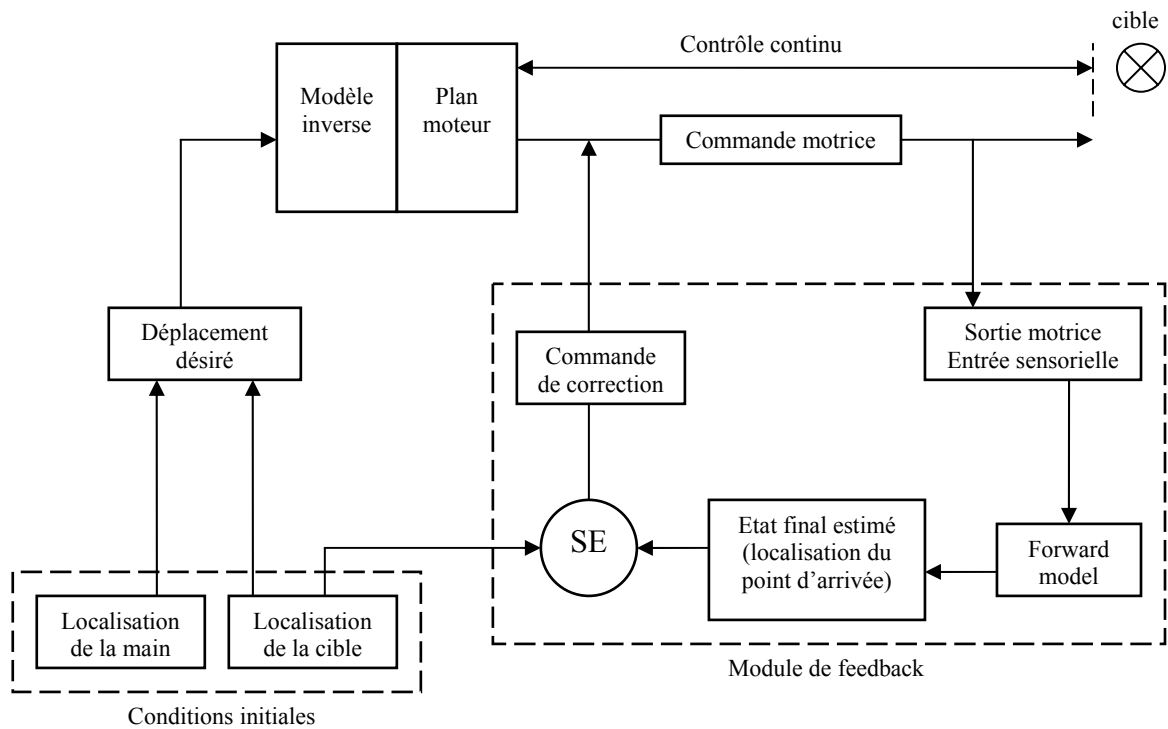 cible
Contrôle continu
Modèle
inverse
Plan
moteur
Commande motrice
Déplacement
désiré
Commande
de correction
Sortie motrice
Entrée sensorielle
SE
Etat final estimé
(localisation du
point d’arrivée)
Forward
model
Localisation
de la main
Localisation
de la cible
Module de feedback
Conditions initiales